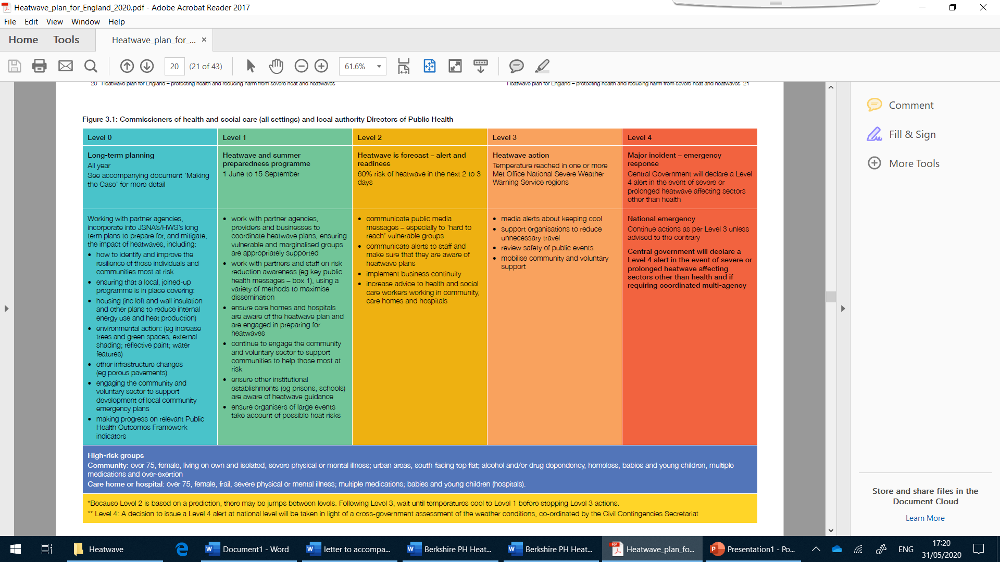 Heatwave_plan_for_England_2020.pdf - Adobe Acrobat Reader 2017
File Edit View Window Help
Home Tools Heatwave_plan_for_... ×
20 (21 of 43) 61.6%
20 Heatwave plan for England – protecting health and reducing harm from severe heat and heatwaves
Heatwave plan for England – protecting health and reducing harm from severe heat and heatwaves 21
Figure 3.1: Commissioners of health and social care (all settings) and local authority Directors of Public Health
Level 0
Long-term planning
All year
See accompanying document ‘Making
the Case’ for more detail
Working with partner agencies,
incorporate into JSNA’s/HWS’s long
term plans to prepare for, and mitigate,
the impact of heatwaves, including:
• how to identify and improve the
resilience of those individuals and
communities most at risk
• ensuring that a local, joined-up
programme is in place covering:
• housing (inc loft and wall insulation
and other plans to reduce internal
energy use and heat production)
• environmental action: (eg increase
trees and green spaces; external
shading; reflective paint; water
features)
• other infrastructure changes
(eg porous pavements)
• engaging the community and
voluntary sector to support
development of local community
emergency plans
• making progress on relevant Public
Health Outcomes Framework
indicators
Level 1
Heatwave and summer
preparedness programme
1 June to 15 September
• work with partner agencies,
providers and businesses to
coordinate heatwave plans, ensuring
vulnerable and marginalised groups
are appropriately supported
• work with partners and staff on risk
reduction awareness (eg key public
health messages – box 1), using a
variety of methods to maximise
dissemination
• ensure care homes and hospitals
are aware of the heatwave plan and
are engaged in preparing for
heatwaves
• continue to engage the community
and voluntary sector to support
communities to help those most at
risk
• ensure other institutional
establishments (eg prisons, schools)
are aware of heatwave guidance
• ensure organisers of large events
take account of possible heat risks
Level 2
Heatwave is forecast – alert and
readiness
60% risk of heatwave in the next 2 to 3
days
• communicate public media
messages – especially to ‘hard to
reach’ vulnerable groups
• communicate alerts to staff and
make sure that they are aware of
heatwave plans
• implement business continuity
• increase advice to health and social
care workers working in community,
care homes and hospitals
Level 3
Heatwave action
Temperature reached in one or more
Met Office National Severe Weather
Warning Service regions
• media alerts about keeping cool
• support organisations to reduce
unnecessary travel
• review safety of public events
• mobilise community and voluntary
support
Level 4
Major incident – emergency
response
Central Government will declare a Level
4 alert in the event of severe or
prolonged heatwave affecting sectors
other than health
National emergency
Continue actions as per Level 3 unless
advised to the contrary
Central government will declare a
Level 4 alert in the event of severe or
prolonged heatwave affecting
sectors other than health and if
requiring coordinated multi-agency
High-risk groups
Community: over 75, female, living on own and isolated, severe physical or mental illness; urban areas, south-facing top flat; alcohol and/or drug dependency, homeless, babies and young children, multiple
medications and over-exertion
Care home or hospital: over 75, female, frail, severe physical or mental illness; multiple medications; babies and young children (hospitals).
*Because Level 2 is based on a prediction, there may be jumps between levels. Following Level 3, wait until temperatures cool to Level 1 before stopping Level 3 actions.
** Level 4: A decision to issue a Level 4 alert at national level will be taken in light of a cross-government assessment of the weather conditions, co-ordinated by the Civil Contingencies Secretariat
Comment
Fill & Sign
More Tools
Store and share files in the
Document Cloud
Learn More
Heatwave
Document1 - Word
letter to accompa...
Berkshire PH Heat...
Berkshire PH Heat...
Heatwave_plan_fo...
Presentation1 - Po...
ENG
17:20
31/05/2020